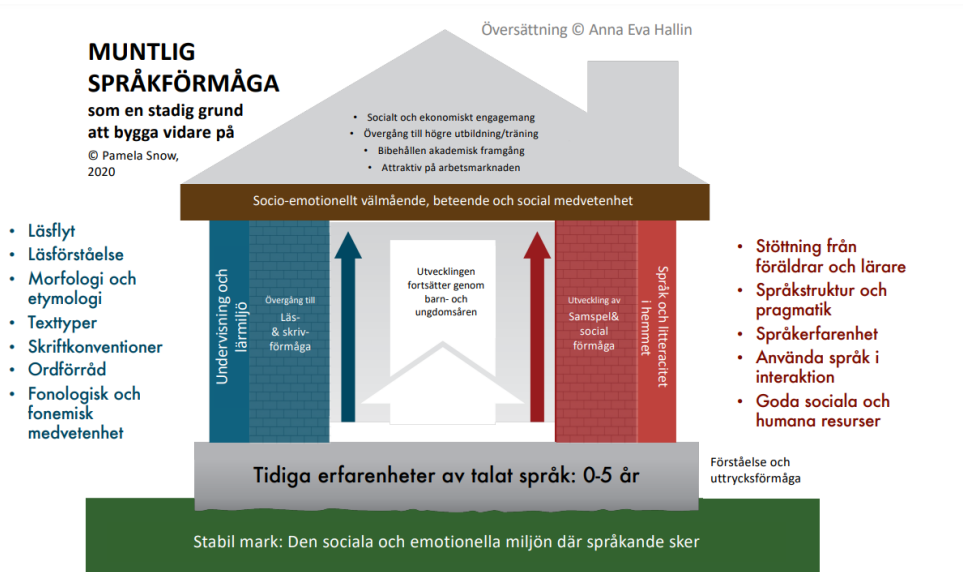 Översättning © Anna Eva Hallin
MUNTLIG
SPRÅKFÖRMÅGA
som en stadig grund
att bygga vidare på
© Pamela Snow,
2020
• Socialt och ekonomiskt engagemang
• Övergång till högre utbildning/träning
• Bibehållen akademisk framgång
• Attraktiv på arbetsmarknaden
Socio-emotionellt välmående, beteende och social medvetenhet
• Läsflyt
• Läsförståelse
• Morfologi och
etymologi
• Texttyper
• Skriftkonventioner
• Ordförråd
• Fonologisk och
fonemisk
medvetenhet
Undervisning och
lärmiljö
Övergång till
Läs-
& skriv-
förmåga
Utvecklingen
fortsätter genom
barn- och
ungdomsåren
Utveckling av
Samspel&
social
förmåga
Språk och litteracitet
i hemmet
• Stöttning från
föräldrar och lärare
• Språkstruktur och
pragmatik
• Språkerfarenhet
• Använda språk i
interaktion
• Goda sociala och
humana resurser
Tidiga erfarenheter av talat språk: 0-5 år
Förståelse och
uttrycksförmåga
Stabil mark: Den sociala och emotionella miljön där språkande sker